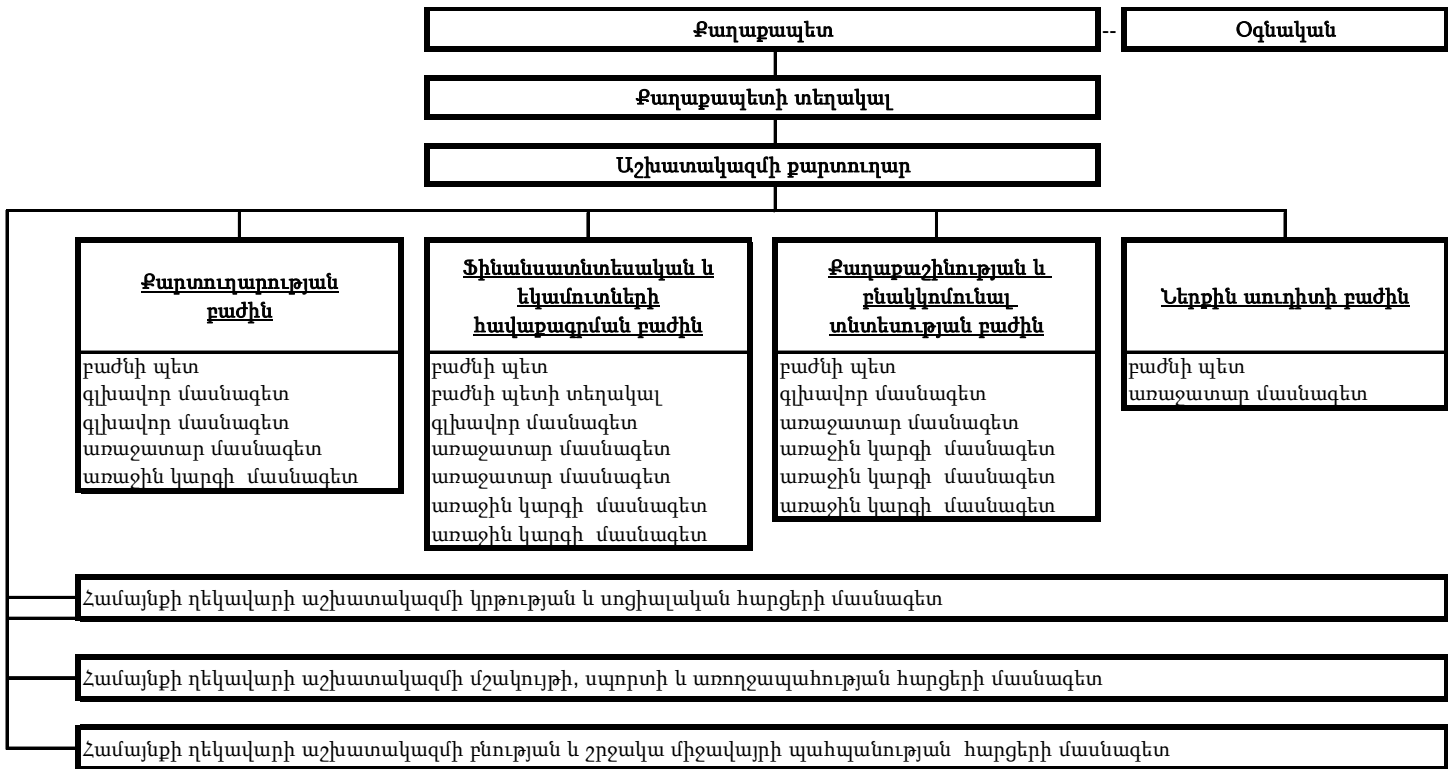 Քաղաքապետ
--
Օգնական
Քաղաքապետի տեղակալ
Աշխատակազմի քարտուղար
Քարտուղարության
բաժին
բաժնի պետ
գլխավոր մասնագետ
գլխավոր մասնագետ
առաջատար մասնագետ
առաջին կարգի  մասնագետ
Ֆինանսատնտեսական և
եկամուտների
հավաքագրման բաժին
բաժնի պետ
բաժնի պետի տեղակալ
գլխավոր մասնագետ
առաջատար մասնագետ
առաջատար մասնագետ
առաջին կարգի  մասնագետ
առաջին կարգի  մասնագետ
Քաղաքաշինության և
բնակկոմունալ
տնտեսության բաժին
բաժնի պետ
գլխավոր մասնագետ
առաջատար մասնագետ
առաջին կարգի  մասնագետ
առաջին կարգի  մասնագետ
առաջին կարգի  մասնագետ
Ներքին աուդիտի բաժին
բաժնի պետ
առաջատար մասնագետ
Համայնքի ղեկավարի աշխատակազմի կրթության և սոցիալական հարցերի մասնագետ
Համայնքի ղեկավարի աշխատակազմի մշակույթի, սպորտի և առողջապահության հարցերի մասնագետ
Համայնքի ղեկավարի աշխատակազմի բնության և շրջակա միջավայրի պահպանության  հարցերի մասնագետ